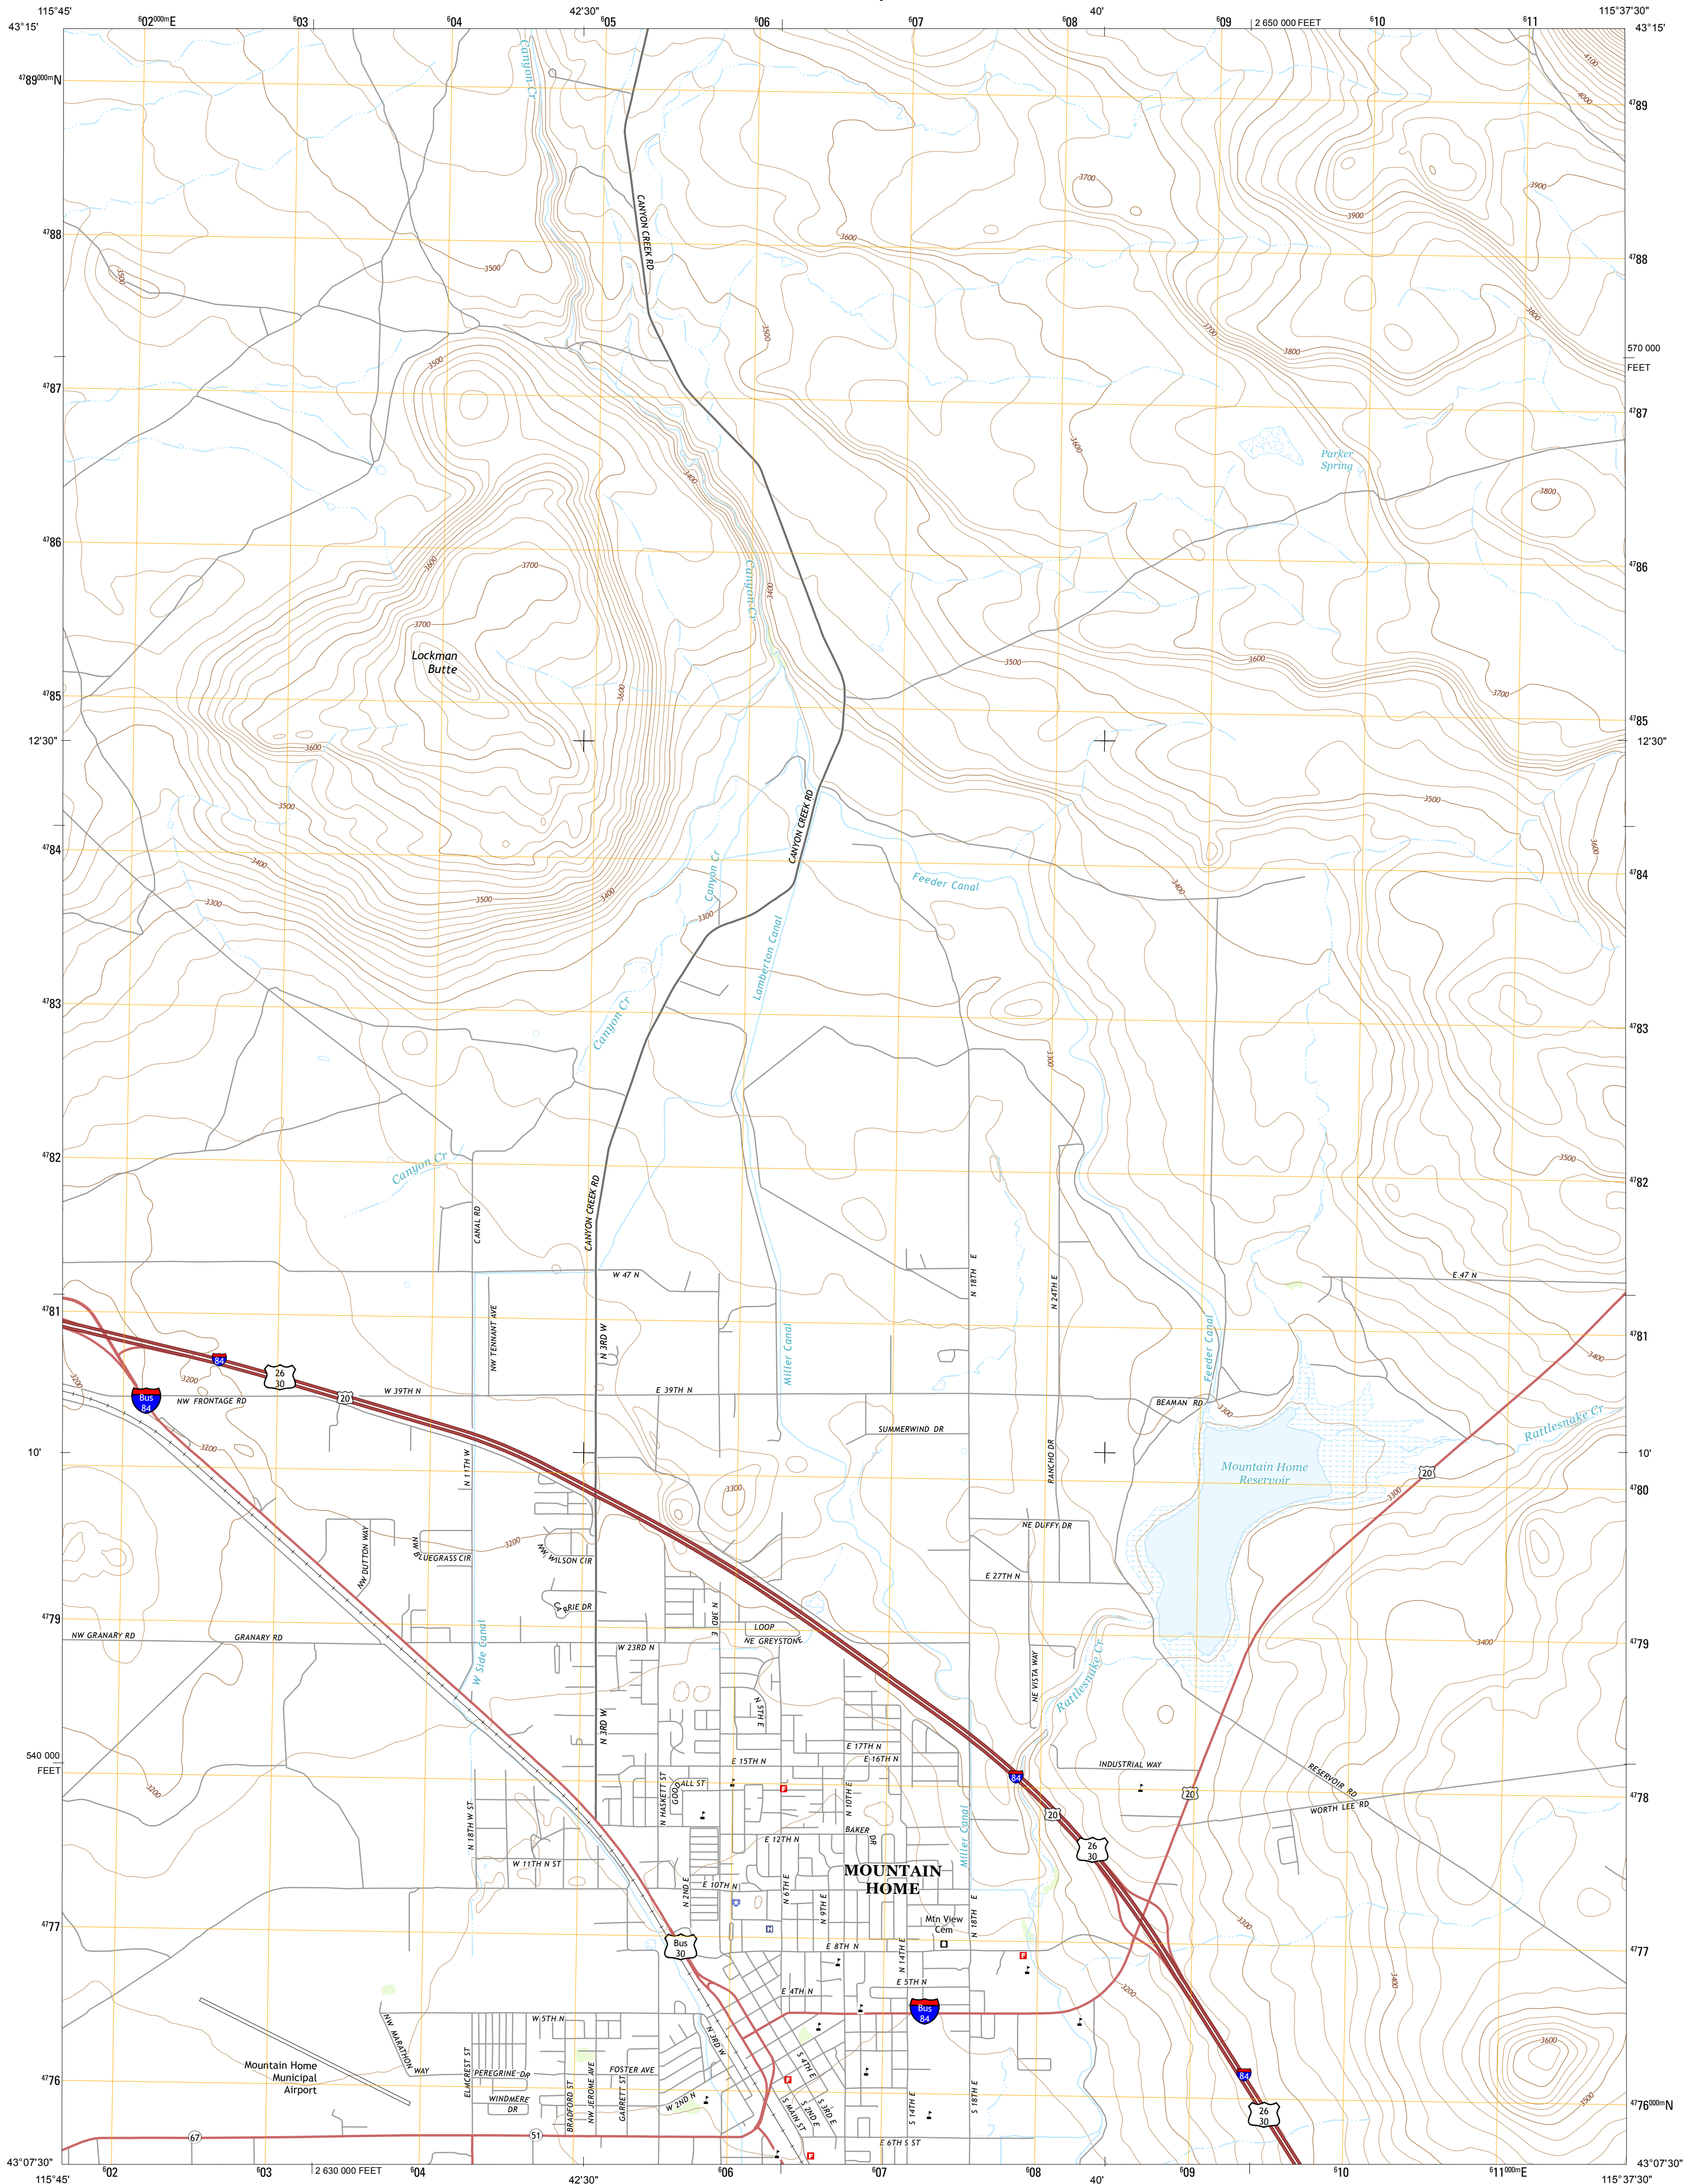 115°45'
602000mE
603
604
42'30"
605
606
607
608
40'
609
2 650 000 FEET
610
611
115°37'30"
43°15'
43°15'
Canyon Cr
4100
4789000mN
4789
4000
3700
3900
3900
CANYON CREEK RD
4788
3600
4788
3500
3500
3800
3500
3700
3800
570 000
FEET
3500
4787
4787
3600
Parker
Spring
3400
3800
4786
3600
3700
Canyon Cr
3400
4786
3700
Lockman
Butte
3600
3500
3600
3700
4785
4785
12'30"
3600
12'30"
3500
CANYON CREEK RD
3500
4784
3400
3600
4784
Canyon Cr
Feeder Canal
3400
3400
3500
3300
3300
Lamberton Canal
4783
Canyon Cr
4783
3300
4782
Canyon Cr
3500
4782
CANAL RD
CANYON CREEK RD
W 47 N
N 18TH E
N 24TH E
E 47 N
4781
NW TENNANT AVE
N 3RD W
Miller Canal
Feeder Canal
4781
84
26
30
3400
3200
3200
Bus
84
20
W 39TH N
E 39TH N
NW FRONTAGE RD
BEAMAN RD
3300
Rattlesnake Cr
SUMMERWIND DR
3200
10'
N 11TH W
RANCHO DR
Mountain Home
Reservoir
20
10'
3300
3300
4780
NE DUFFY DR
NW DUTTON WAY
NW BLUEGRASS CIR
3200
NW WILSON CIR
E 27TH N
CARRIE DR
4779
N 3RD E
LOOP
NE GREYSTONE
NW GRANARY RD
GRANARY RD
W 23RD N
3400
4779
W Side Canal
NE VISTA WAY
Rattlesnake Cr
N 5TH E
N 3RD W
540 000
FEET
E 17TH N
E 16TH N
E 15TH N
INDUSTRIAL WAY
RESERVOIR RD
3200
84
N HASKETT ST
GOODALL ST
F
N 10TH E
20
20
WORTH LEE RD
4778
N 18TH W ST
BAKER DR
E 12TH N
Miller Canal
26
30
W 11TH N ST
MOUNTAIN
HOME
N 2ND E
E 10TH N
N 6TH E
N 9TH E
N 18TH E
3300
4777
H
Mtn View
Cem
Bus
30
E 8TH N
N 14TH E
F
4777
E 5TH N
3200
3400
E 4TH N
Bus
84
W 5TH N
NW MARATHON WAY
N 3RD W
3600
Mountain Home
Municipal
Airport
ELMCREST ST
PEREGRINE DR
FOSTER AVE
S 4TH E
84
4776
WINDMERE
DR
BRADFORD ST
NW JEROME AVE
GARRETT ST
W 2ND N
F
S MAIN ST
S 2ND E
S 3RD E
S 14TH E
S 18TH E
26
30
3500
4776000mN
67
51
E 6TH S ST
F
43°07'30"
43°07'30"
115°45'
602
603
2 630 000 FEET
604
42'30"
606
607
608
40'
609
610
611000mE
115°37'30"